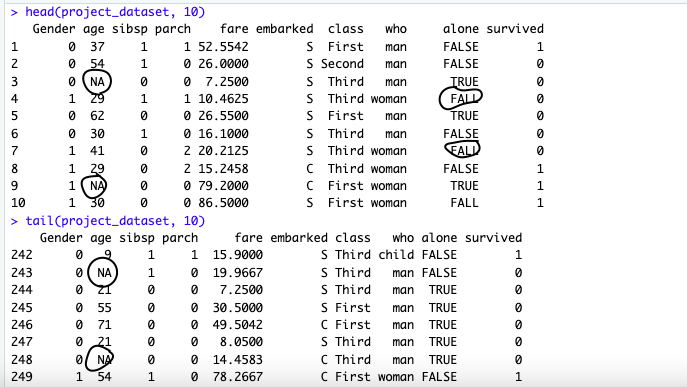 > head(project_dataset, 10)
Gender age sibsp parch fare embarked class who alone survived
1 0 37 1 1 52.5542 S First man FALSE 1
2 0 54 1 0 26.0000 S Second man FALSE 0
3 0 NA 0 0 7.2500 S Third man TRUE 0
4 1 29 1 1 10.4625 S Third woman FALL 0
5 0 62 0 0 26.5500 S First man TRUE 0
6 0 30 1 0 16.1000 S Third man FALSE 0
7 1 41 0 2 20.2125 S Third woman FALL 0
8 1 29 0 2 15.2458 C Third woman FALSE 1
9 1 NA 0 0 79.2000 C First woman TRUE 1
10 1 30 0 0 86.5000 S First woman FALL 1
> tail(project_dataset, 10)
Gender age sibsp parch fare embarked class who alone survived
242 0 9 1 1 15.9000 S Third child FALSE 1
243 0 NA 1 0 19.9667 S Third man FALSE 0
244 0 21 0 0 7.2500 S Third man TRUE 0
245 0 55 0 0 30.5000 S First man TRUE 0
246 0 71 0 0 49.5042 C First man TRUE 0
247 0 21 0 0 8.0500 S Third man TRUE 0
248 0 NA 0 0 14.4583 C Third man TRUE 0
249 1 54 1 0 78.2667 C First woman FALSE 1